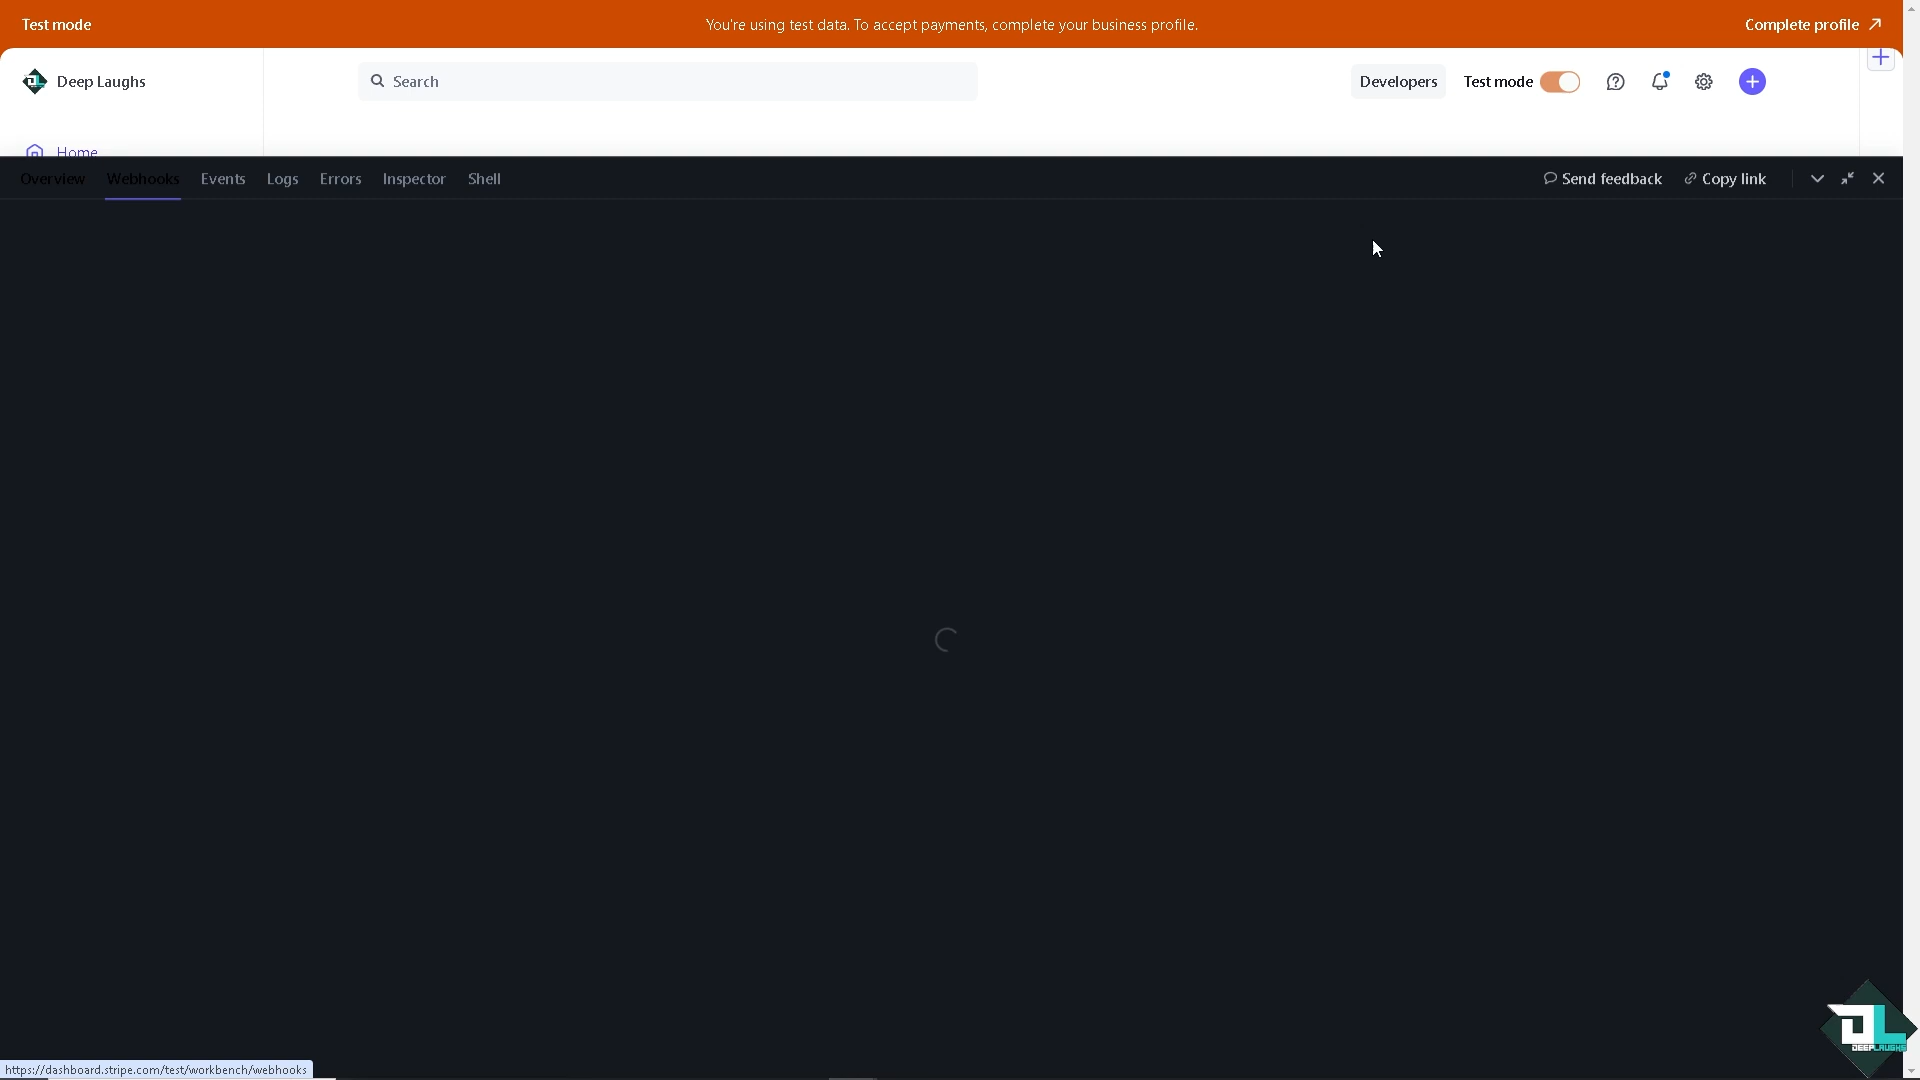 Test mode
You're using test data. To accept payments, complete your business profile.
Complete profile
Deep Laughs
Search
Developers
Test mode
Home
Overview
Webhooks
Events
Logs
Errors
Inspector
Shell
Send feedback
Copy link
DEEPLAUGHS
https://dashboard.stripe.com/test/workbench/webhooks